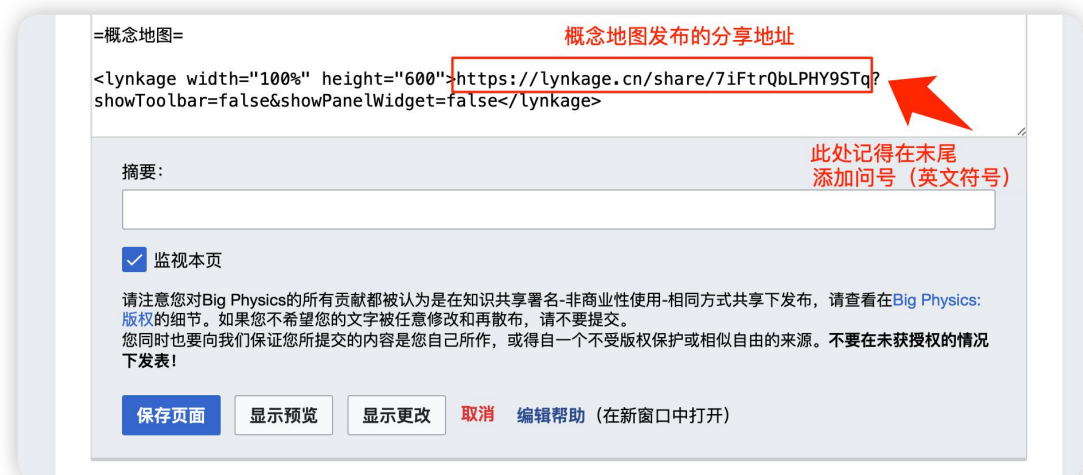 =概念地图=
概念地图发布的分享地址
<lynkage width="100%" height="600">https://lynkage.cn/share/7iFtrQbLPHY9STq?
showToolbar=false&showPanelWidget=false</lynkage>
此处记得在末尾
添加问号（英文符号）
摘要：
监视本页
请注意您对Big Physics的所有贡献都被认为是在知识共享署名-非商业性使用-相同方式共享下发布，请查看在Big Physics:
版权的细节。如果您不希望您的文字被任意修改和再散布，请不要提交。
您同时也要向我们保证您所提交的内容是您自己所作，或得自一个不受版权保护或相似自由的来源。不要在未获授权的情况
下发表！
保存页面 显示预览 显示更改 取消 编辑帮助（在新窗口中打开）